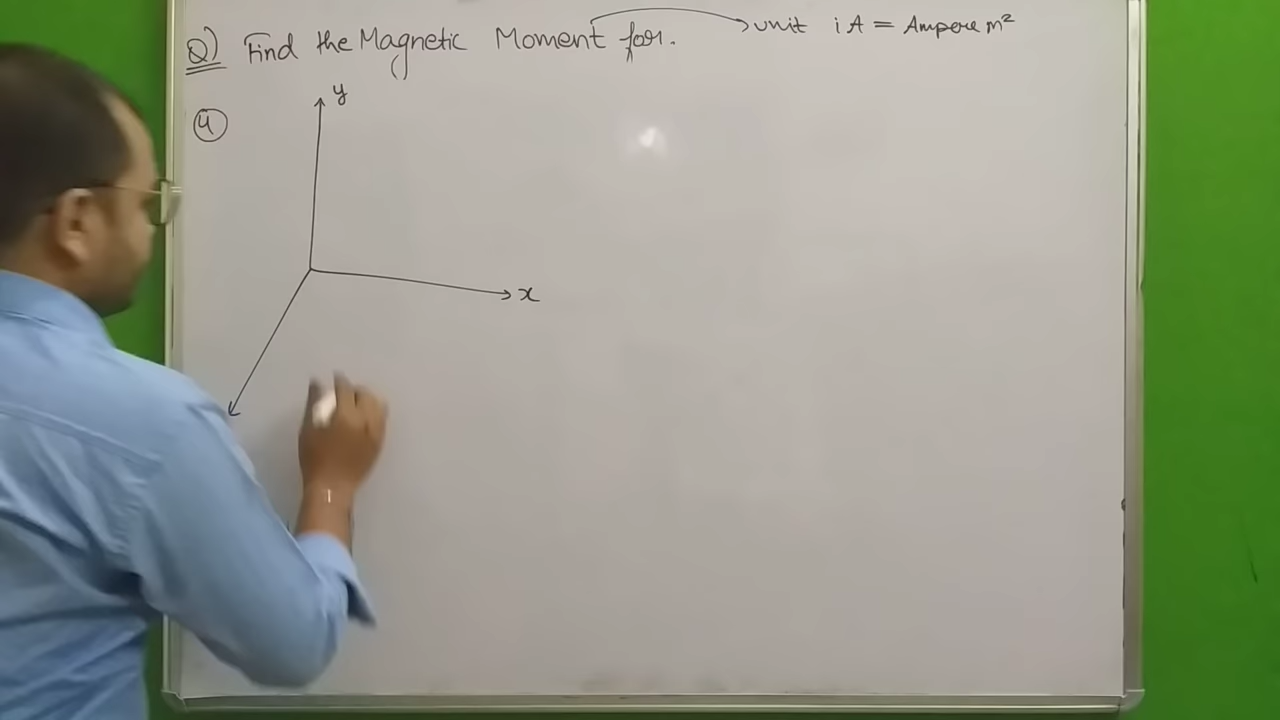 Q) Find the Magnetic Moment for. unit iA = Ampere m²
4
y
x